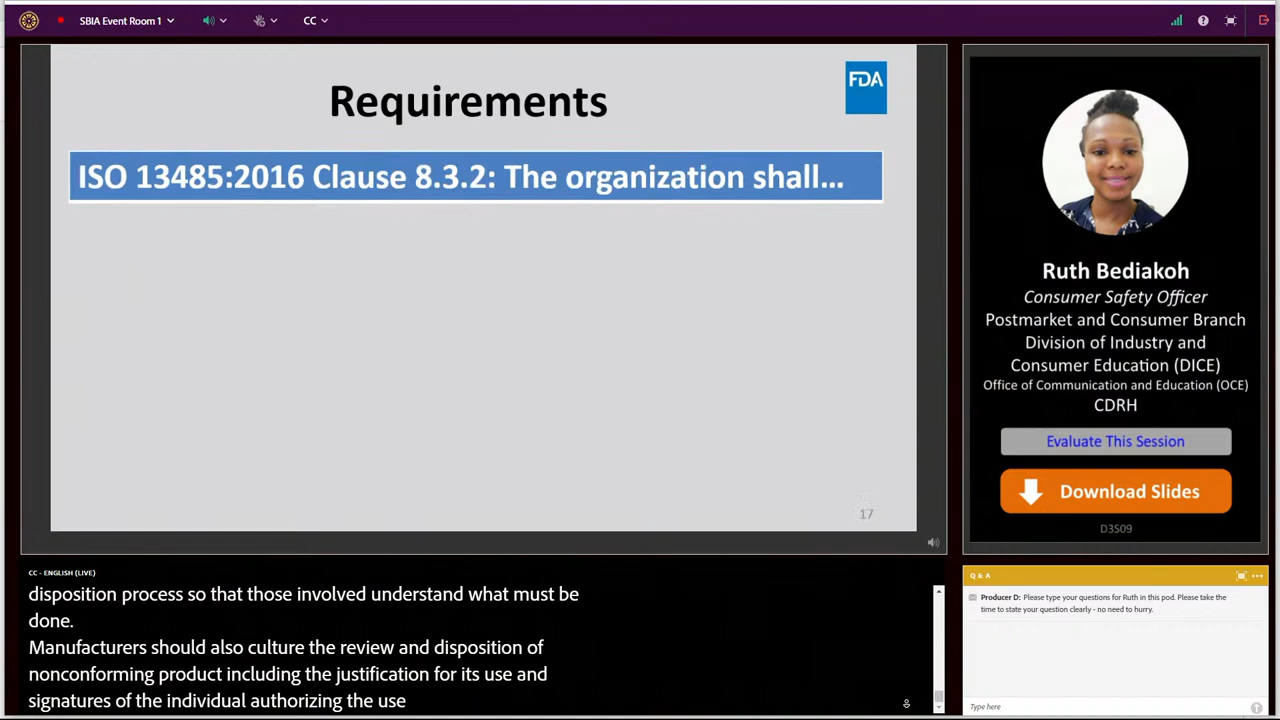 SBIA Event Room 1
CC
Requirements
FDA
ISO 13485:2016 Clause 8.3.2: The organization shall...
17
Ruth Bediakoh
Consumer Safety Officer
Postmarket and Consumer Branch
Division of Industry and
Consumer Education (DICE)
Office of Communication and Education (OCE)
CDRH
Evaluate This Session
Download Slides
D3S09
CC - ENGLISH (LIVE)
disposition process so that those involved understand what must be
done.
Manufacturers should also culture the review and disposition of
nonconforming product including the justification for its use and
signatures of the individual authorizing the use
Q & A
Producer D: Please type your questions for Ruth in this pod. Please take the
time to state your question clearly - no need to hurry.
Type here